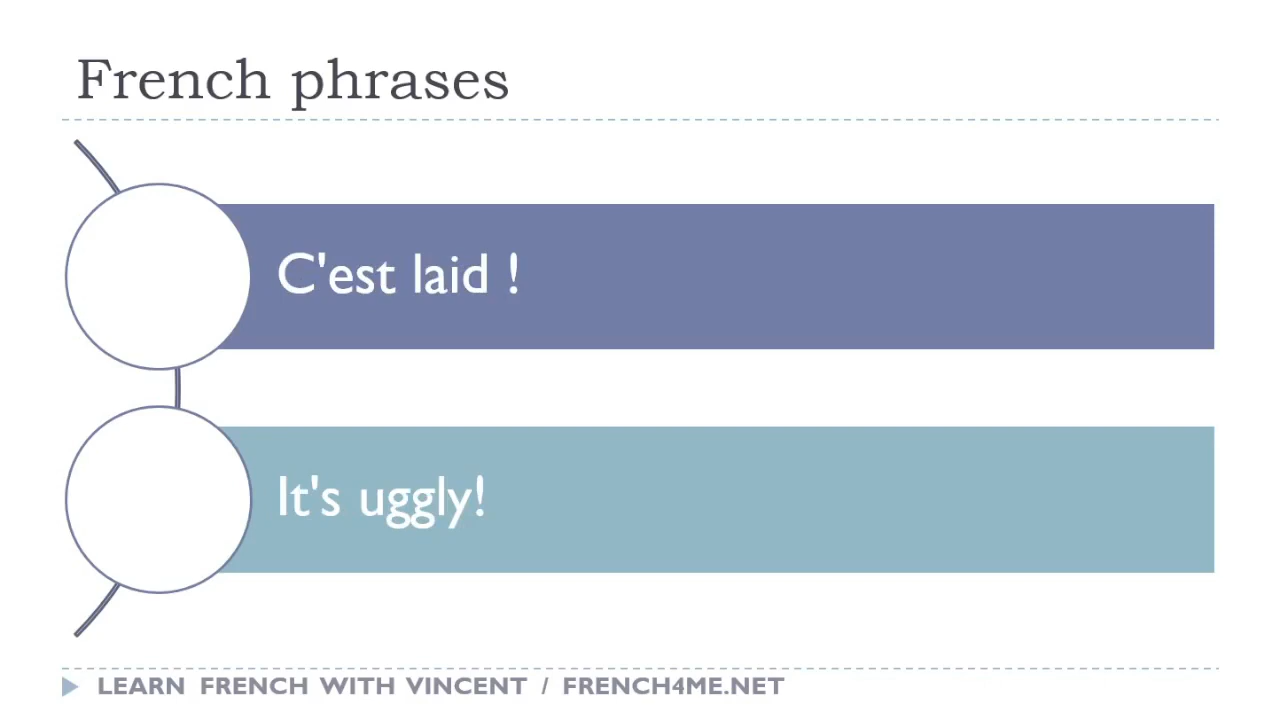 French phrases
C'est laid !
It's uggly!
LEARN FRENCH WITH VINCENT / FRENCH4ME.NET